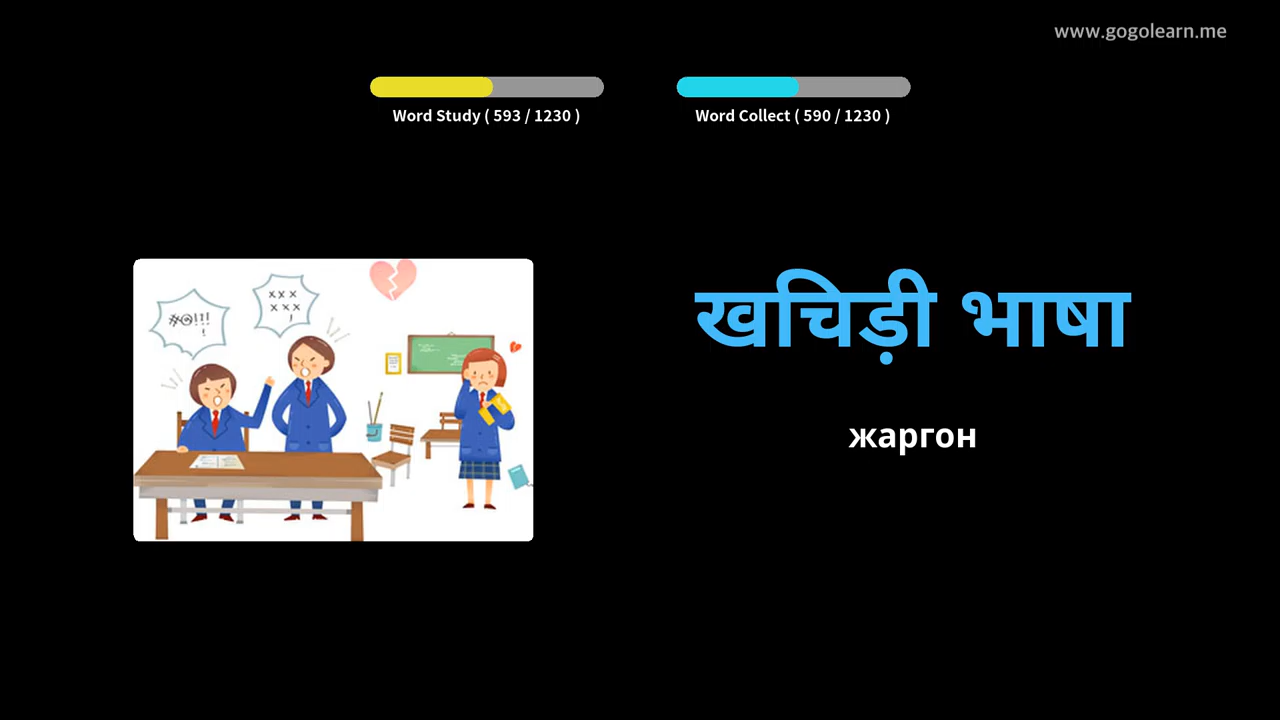 www.gogolearn.me
Word Study ( 593 / 1230 )
Word Collect ( 590 / 1230 )
#@!?!
!
x x x
x x x
!
खचिड़ी भाषा
жаргон